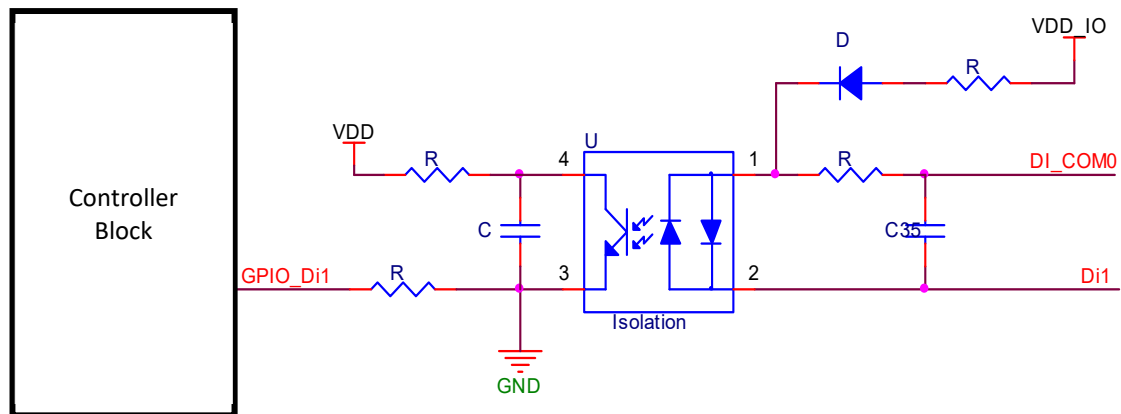 D
VDD_IO
R
VDD
R
4
U
1
R
DI_COM0
Controller
Block
C
C35
GPIO_Di1
R
3
2
Di1
Isolation
GND